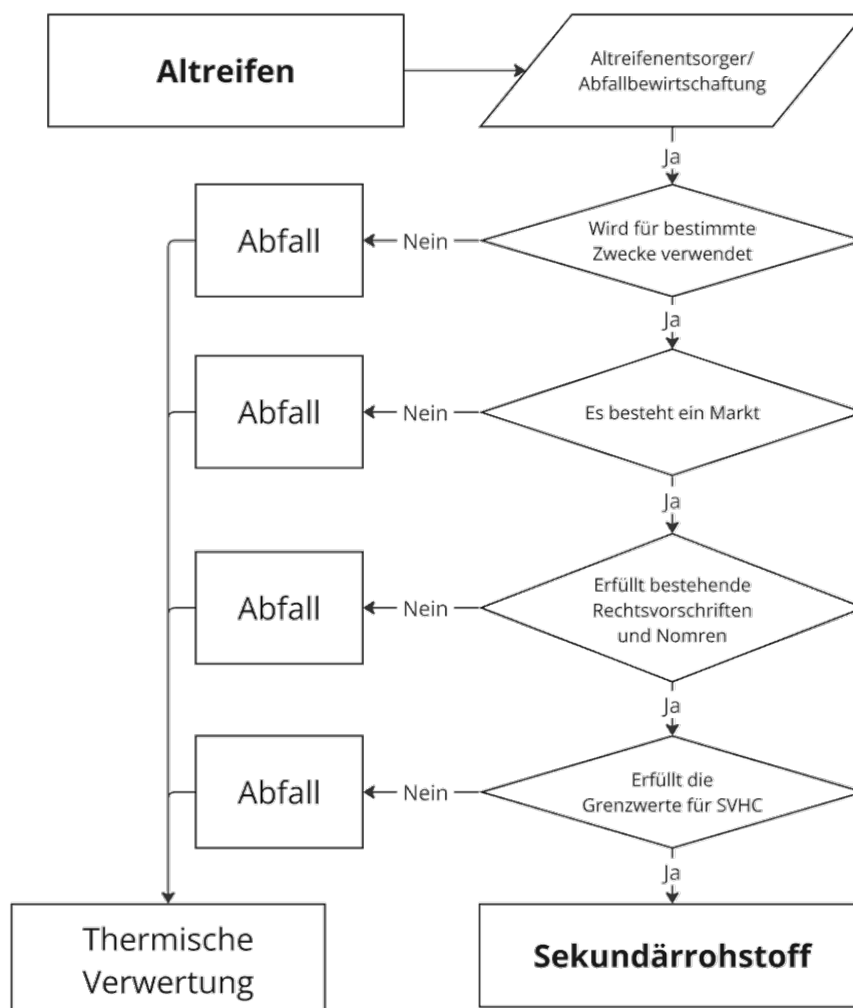 Altreifen
Altreifenentsorger/
Abfallbewirtschaftung
Ja
Abfall
Nein
Wird für bestimmte
Zwecke verwendet
Ja
Abfall
Nein
Es besteht ein Markt
Ja
Abfall
Nein
Erfüllt bestehende
Rechtsvorschriften
und Nomren
Ja
Abfall
Nein
Erfüllt die
Grenzwerte für SVHC
Ja
Thermische
Verwertung
Sekundärrohstoff